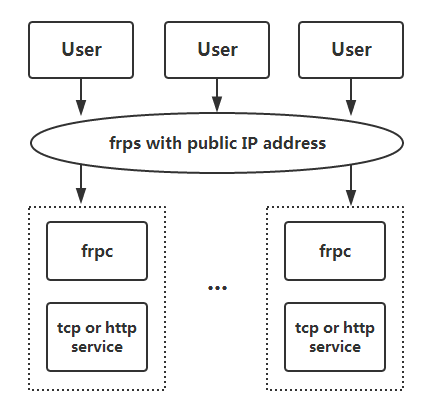 User
User
User
frps with public IP address
frpc
frpc
...
tcp or http
service
tcp or http
service